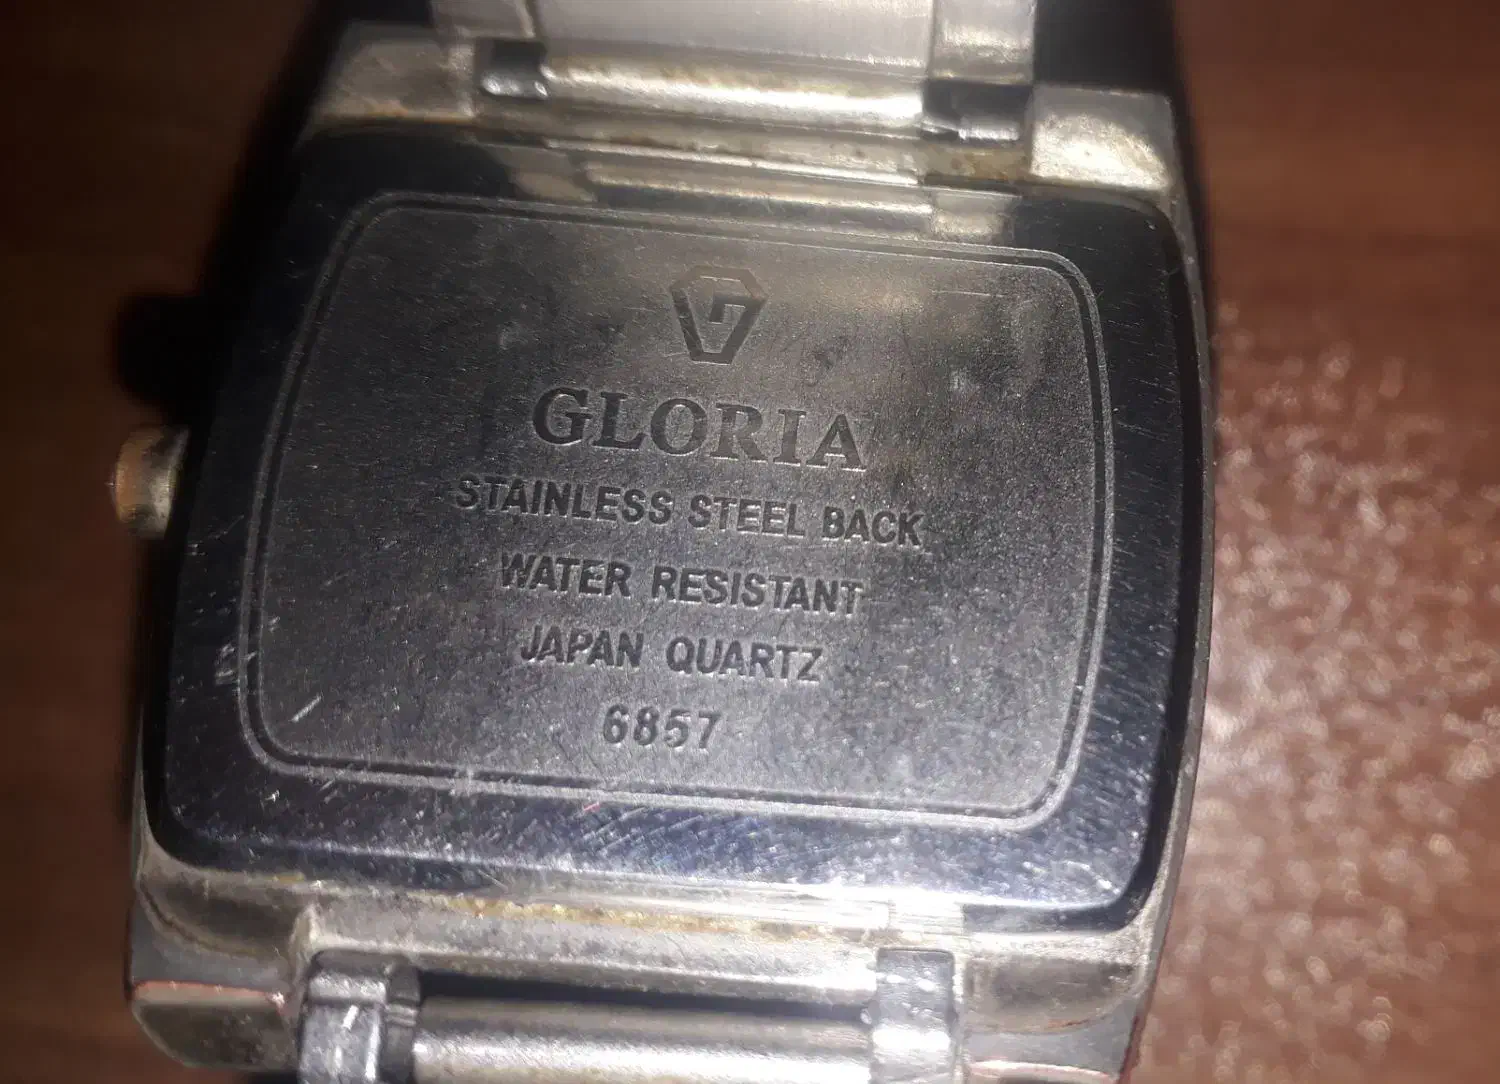 GLORIA
STAINLESS STEEL BACK
WATER RESISTANT
JAPAN QUARTZ
6857